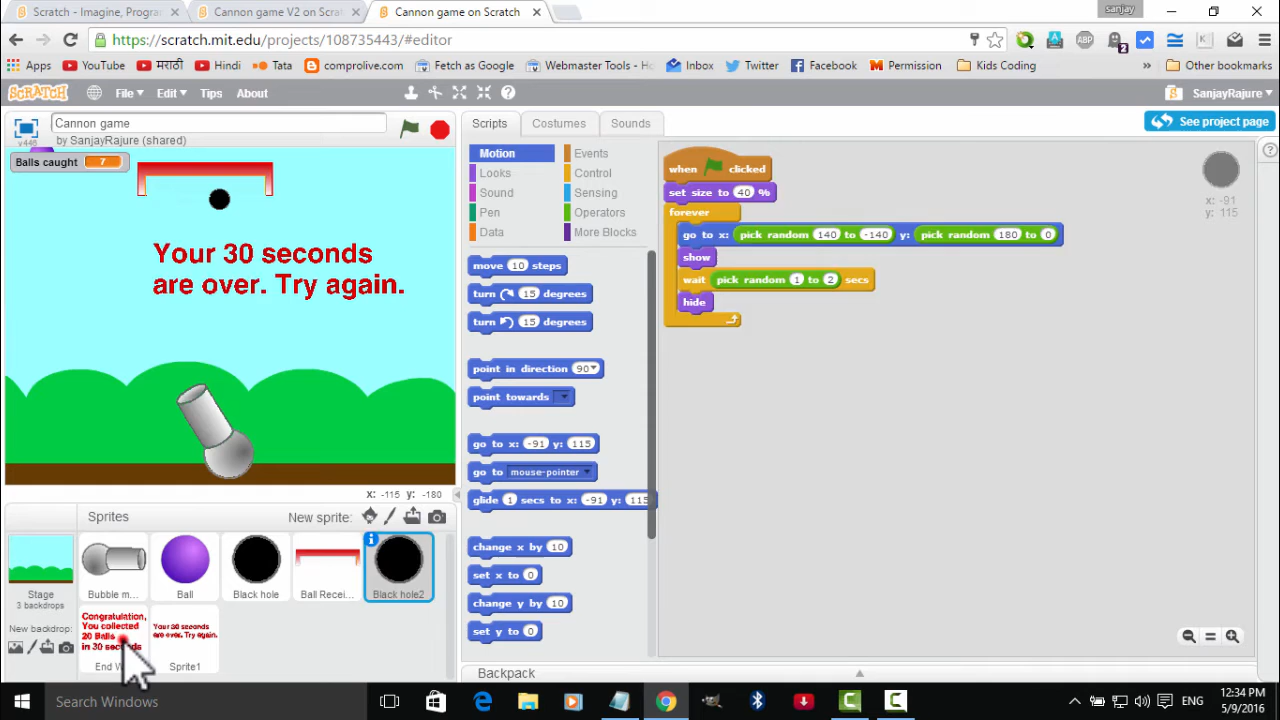 sanjay
Scratch - Imagine, Progra
Cannon game V2 on Scrat
Cannon game on Scratch
https://scratch.mit.edu/projects/108735443/#editor
Apps YouTube मराठी Hindi Tata comprolive.com Fetch as Google Webmaster Tools - Ho Inbox Twitter Facebook Permission Kids Coding » Other bookmarks
SCRATCH File Edit Tips About SanjayRajure
Cannon game
by SanjayRajure (shared)
v446
Scripts Costumes Sounds
See project page
Balls caught 7
Your 30 seconds
are over. Try again.
x: -115 y: -180
Motion Events
Looks Control
Sound Sensing
Pen Operators
Data More Blocks
move 10 steps
turn 15 degrees
turn 15 degrees
point in direction 90
point towards
go to x: -91 y: 115
go to mouse-pointer
glide 1 secs to x: -91 y: 115
change x by 10
set x to 0
change y by 10
set y to 0
when clicked
set size to 40 %
forever
go to x: pick random 140 to -140 y: pick random 180 to 0
show
wait pick random 1 to 2 secs
hide
x: -91
y: 115
Sprites New sprite:
Stage
3 backdrops
New backdrop:
Bubble m... Ball Black hole Ball Recei... Black hole2
Congratulation,
You collected
20 Balls
in 30 seconds
End
Your 30 seconds
are over. Try again.
Sprite1
Backpack
Search Windows
ENG
12:34 PM
5/9/2016